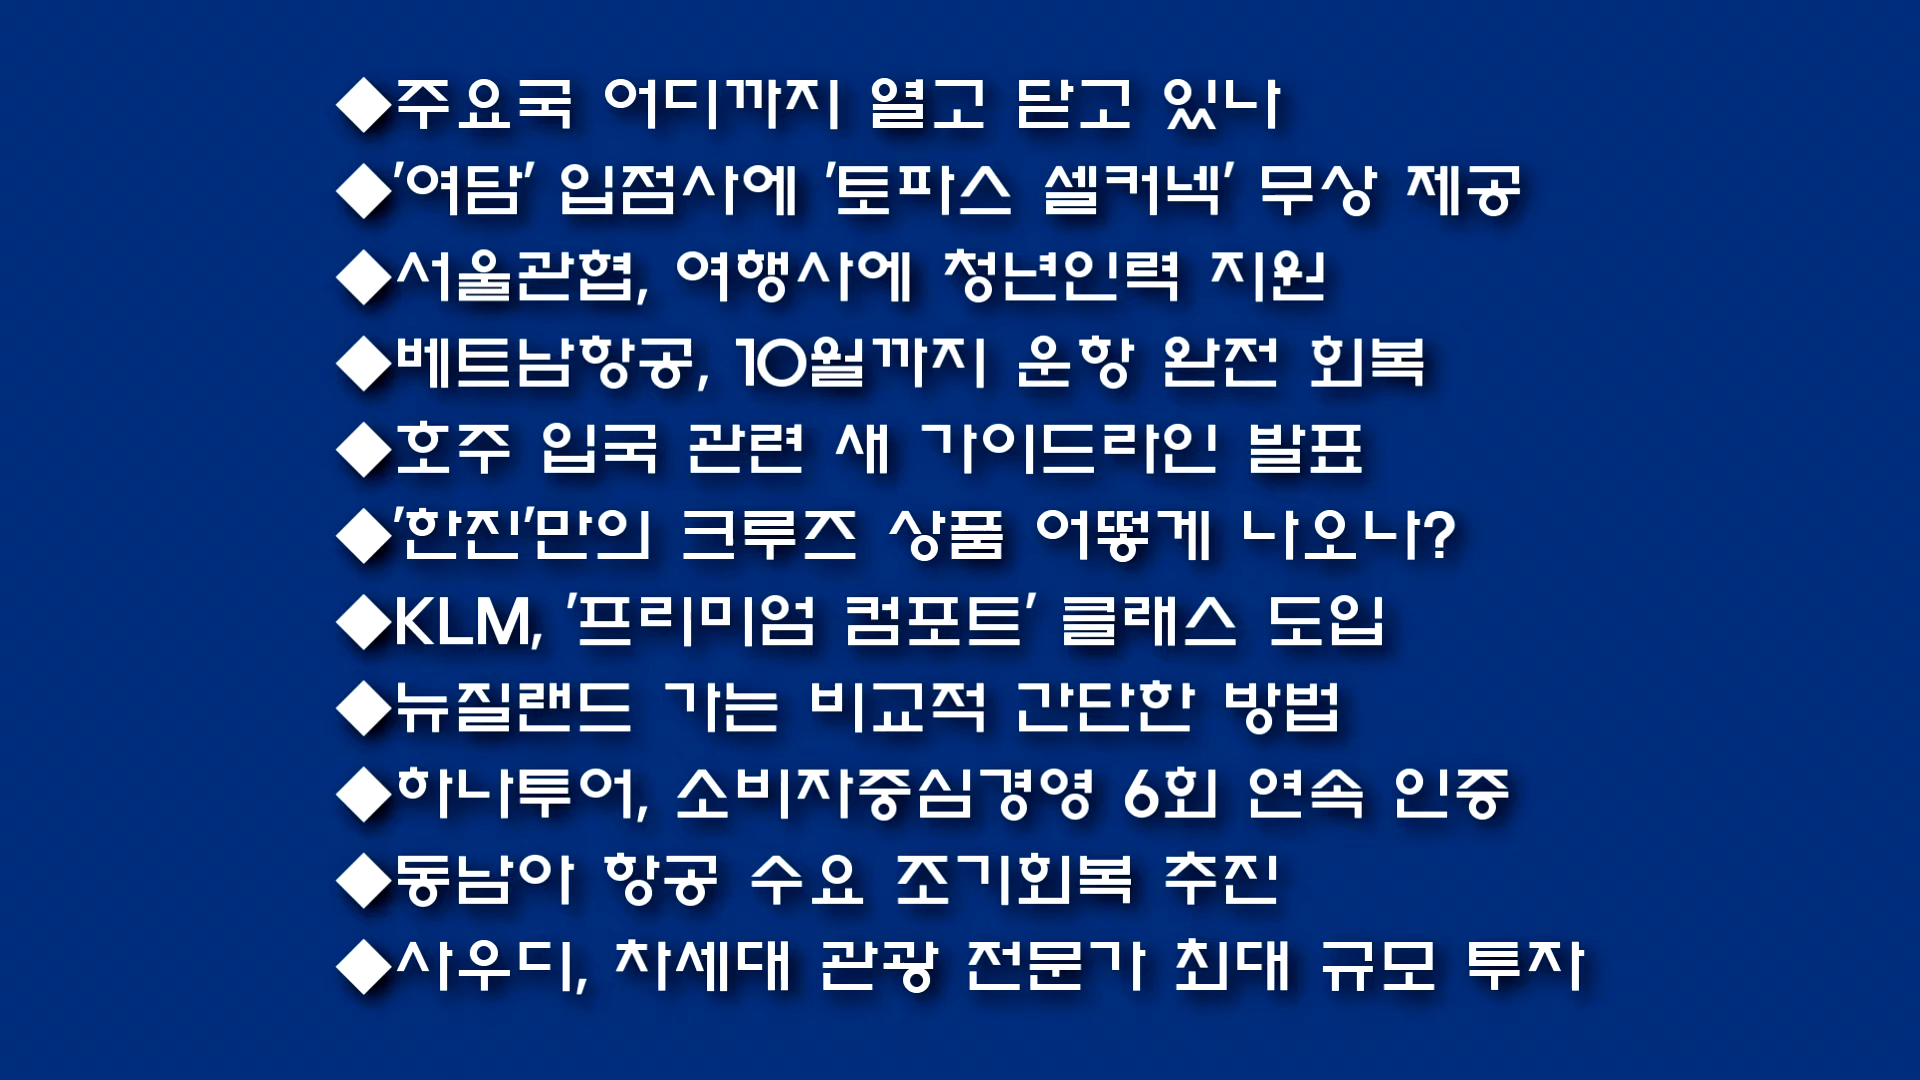 ◆주요국 어디까지 열고 닫고 있나
◆'여담' 입점사에 '토파스 셀커넥' 무상 제공
◆서울관협, 여행사에 청년인력 지원
◆베트남항공, 10월까지 운항 완전 회복
◆호주 입국 관련 새 가이드라인 발표
◆'한진'만의 크루즈 상품 어떻게 나오나?
◆KLM, '프리미엄 컴포트' 클래스 도입
◆뉴질랜드 가는 비교적 간단한 방법
◆하나투어, 소비자중심경영 6회 연속 인증
◆동남아 항공 수요 조기회복 추진
◆사우디, 차세대 관광 전문가 최대 규모 투자